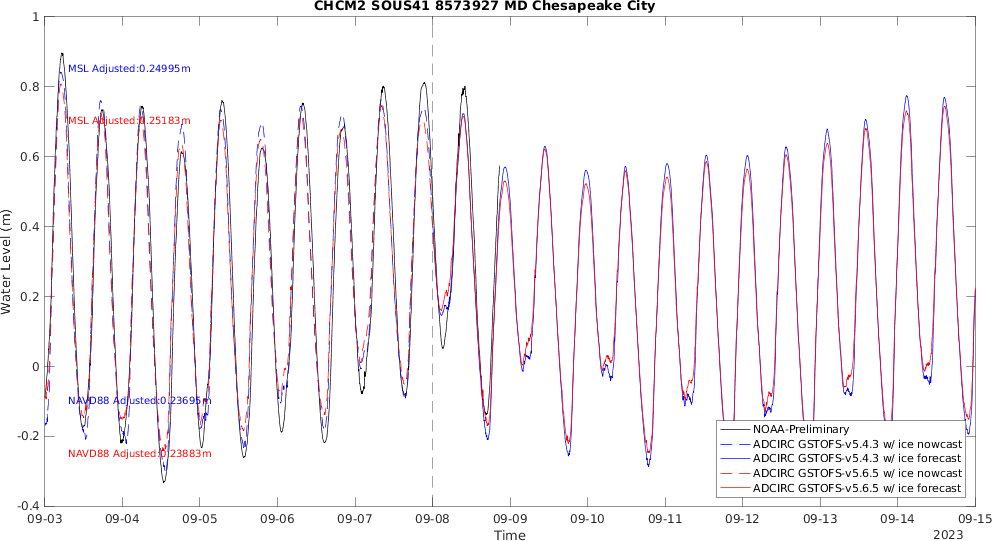 CHCM2 SOUS41 8573927 MD Chesapeake City
1
0.8
0.6
0.4
0.2
0
-0.2
-0.4
Water Level (m)
MSL Adjusted:0.24995m
MSL Adjusted:0.25183m
NAVD88 Adjusted:0.23695m
NAVD88 Adjusted:0.23883m
NOAA-Preliminary
ADCIRC GSTOFS-v5.4.3 w/ ice nowcast
ADCIRC GSTOFS-v5.4.3 w/ ice forecast
ADCIRC GSTOFS-v5.6.5 w/ ice nowcast
ADCIRC GSTOFS-v5.6.5 w/ ice forecast
09-03 09-04 09-05 09-06 09-07 09-08 09-09 09-10 09-11 09-12 09-13 09-14 09-15
Time
2023